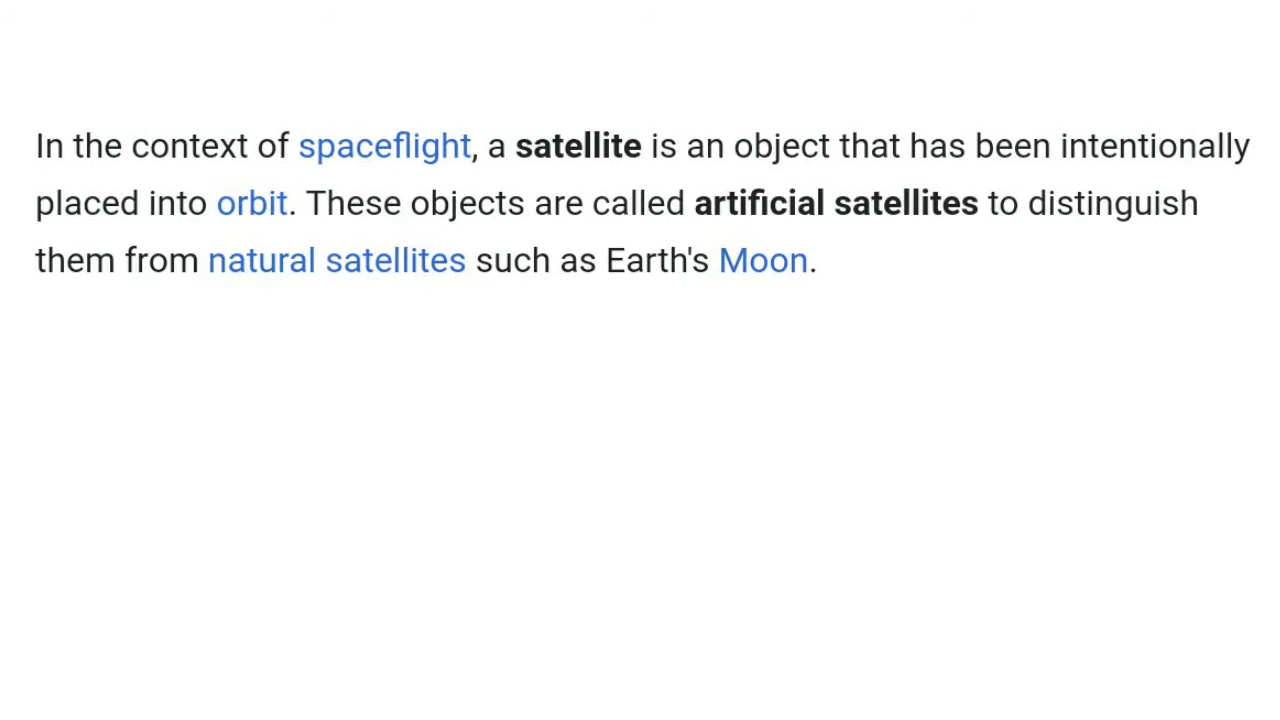 In the context of spaceflight, a satellite is an object that has been intentionally
placed into orbit. These objects are called artificial satellites to distinguish
them from natural satellites such as Earth's Moon.